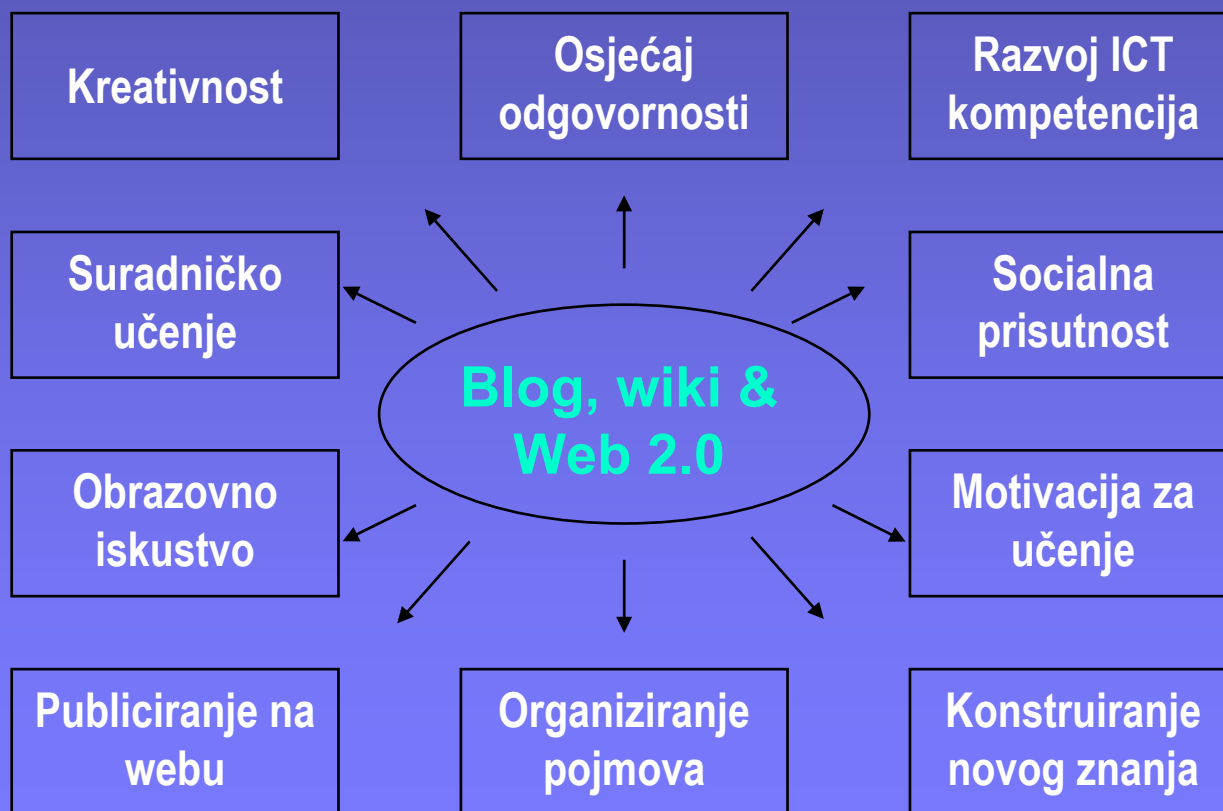 Kreativnost
Osjećaj
odgovornosti
Razvoj ICT
kompetencija
Suradničko
učenje
Socialna
prisutnost
Blog, wiki &
Web 2.0
Obrazovno
iskustvo
Motivacija za
učenje
Publiciranje na
webu
Organiziranje
pojmova
Konstruiranje
novog znanja